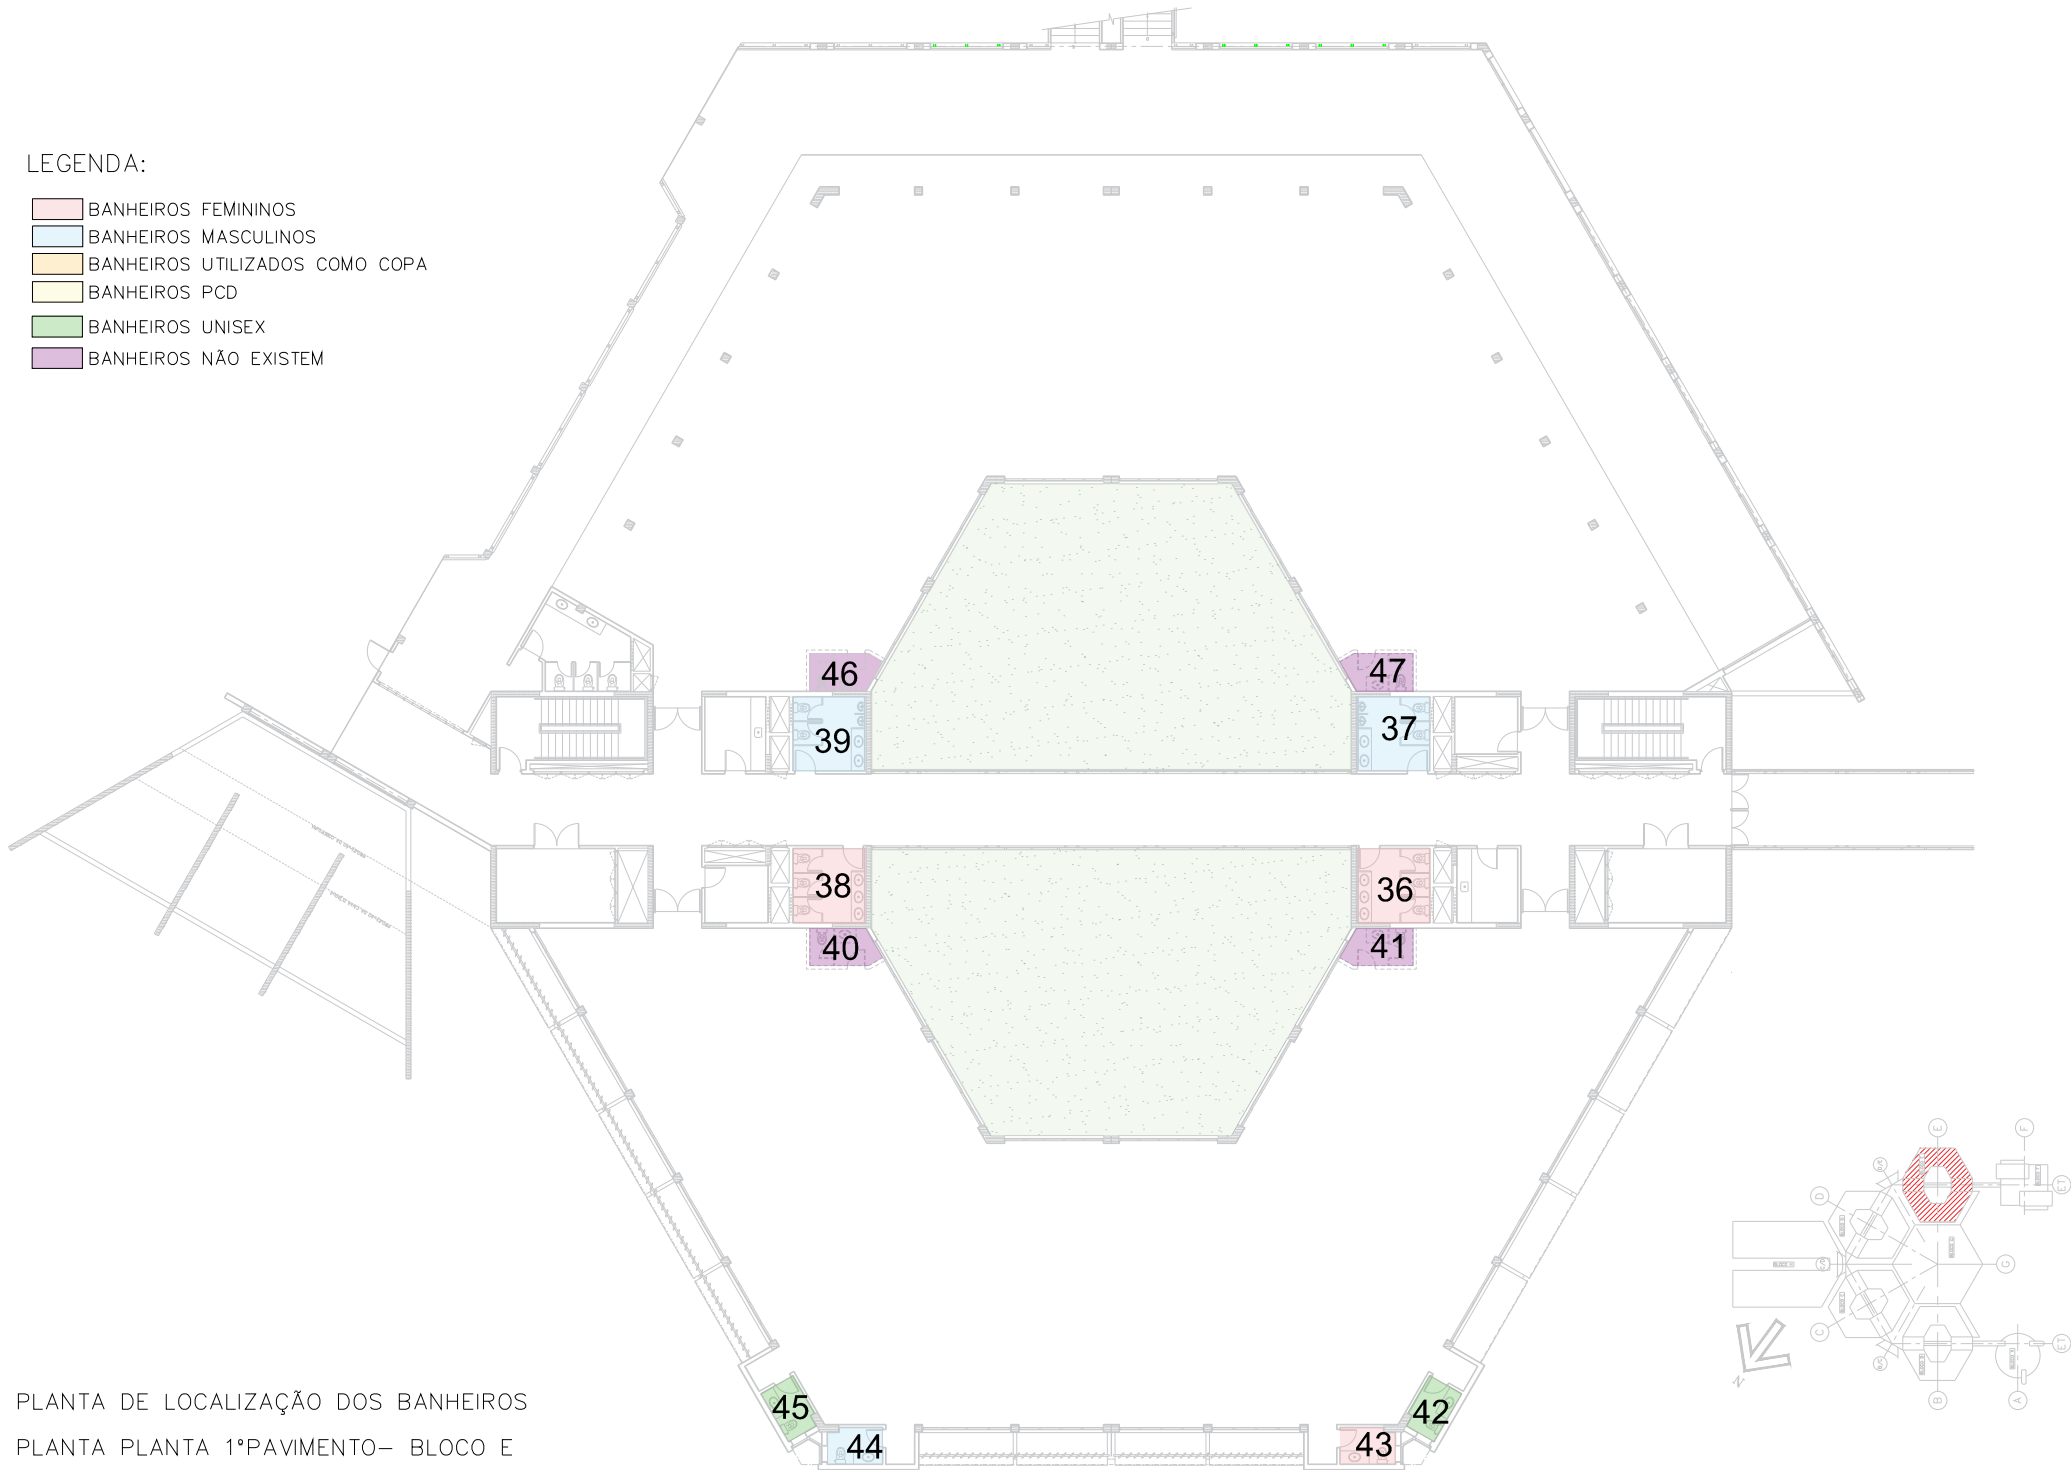 LEGENDA:
BANHEIROS FEMININOS
BANHEIROS MASCULINOS
BANHEIROS UTILIZADOS COMO COPA
BANHEIROS PCD
BANHEIROS UNISEX
BANHEIROS NÃO EXISTEM
46
47
39
37
38
36
40
41
45
42
44
43
E
F
D
ET
G
C
ET
B
A
N
PLANTA DE LOCALIZAÇÃO DOS BANHEIROS
PLANTA PLANTA 1°PAVIMENTO- BLOCO E